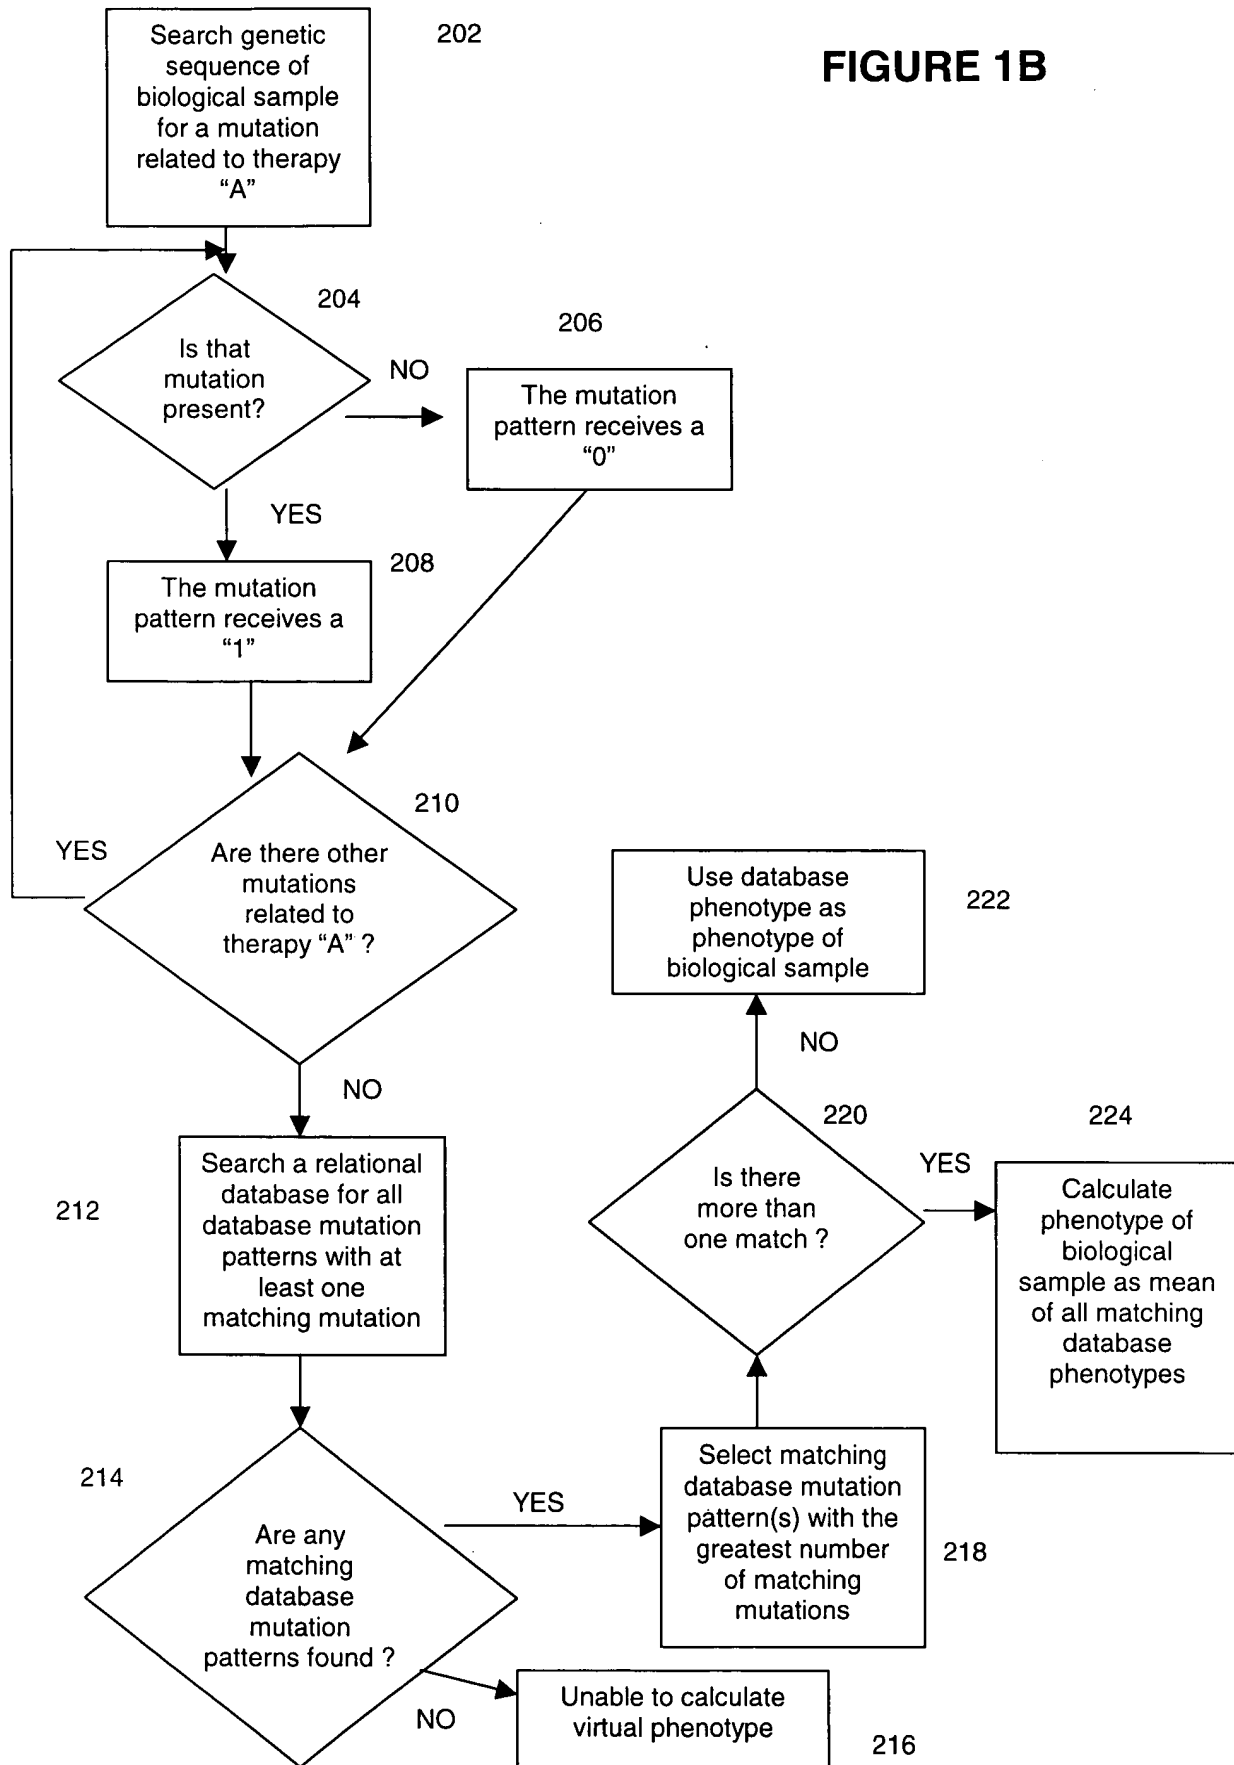 FIGURE 1B
Search genetic
sequence of
biological sample
for a mutation
related to therapy
“A”
202
Is that
mutation
present?
204
NO
206
The mutation
pattern receives a
“0”
YES
The mutation
pattern receives a
“1”
208
Are there other
mutations
related to
therapy “A” ?
210
YES
NO
Search a relational
database for all
database mutation
patterns with at
least one
matching mutation
212
Are any
matching
database
mutation
patterns found ?
214
NO
Unable to calculate
virtual phenotype
216
YES
Select matching
database mutation
pattern(s) with the
greatest number
of matching
mutations
218
Is there
more than
one match ?
220
NO
Use database
phenotype as
phenotype of
biological sample
222
YES
224
Calculate
phenotype of
biological
sample as mean
of all matching
database
phenotypes